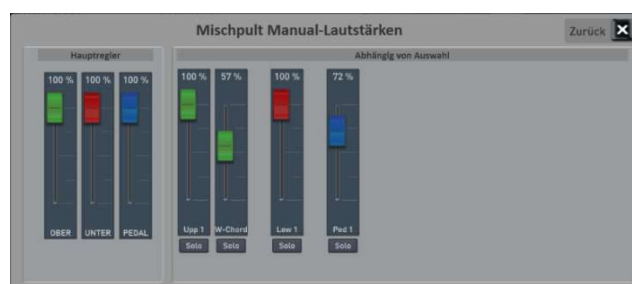 Mischpult Manual-Lautstärken
Zurück X
Hauptregler
Abhängig von Auswahl
100 % 100 % 100 %
100 % 57 % 100 % 72 %
OBER UNTER PEDAL
Upp 1 W-Chord Low 1 Ped 1
Solo Solo Solo Solo